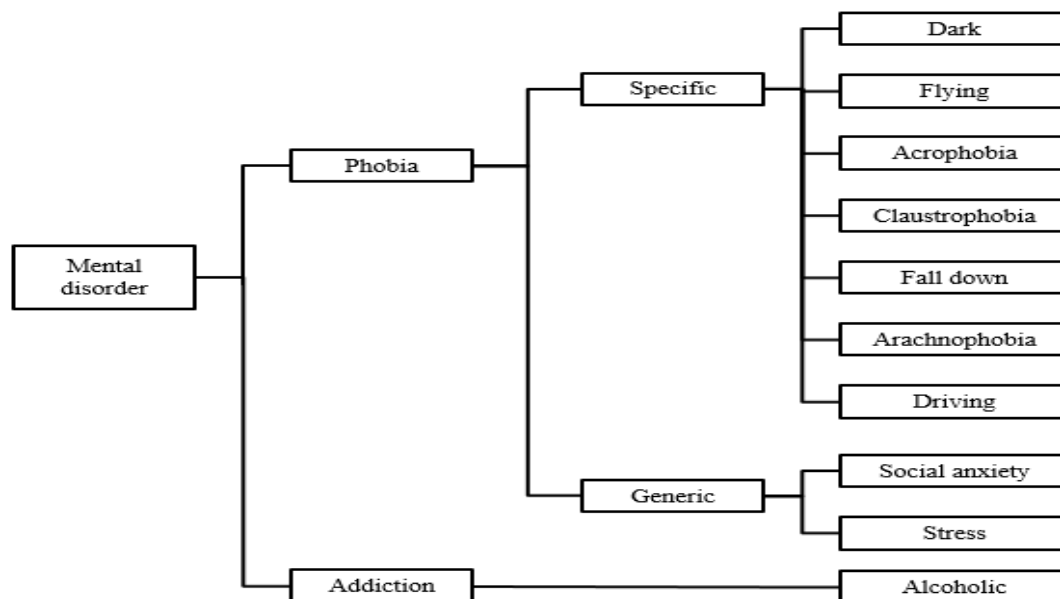 Dark
Specific
Flying
Acrophobia
Phobia
Claustrophobia
Mental
disorder
Fall down
Arachnophobia
Driving
Social anxiety
Generic
Stress
Addiction
Alcoholic